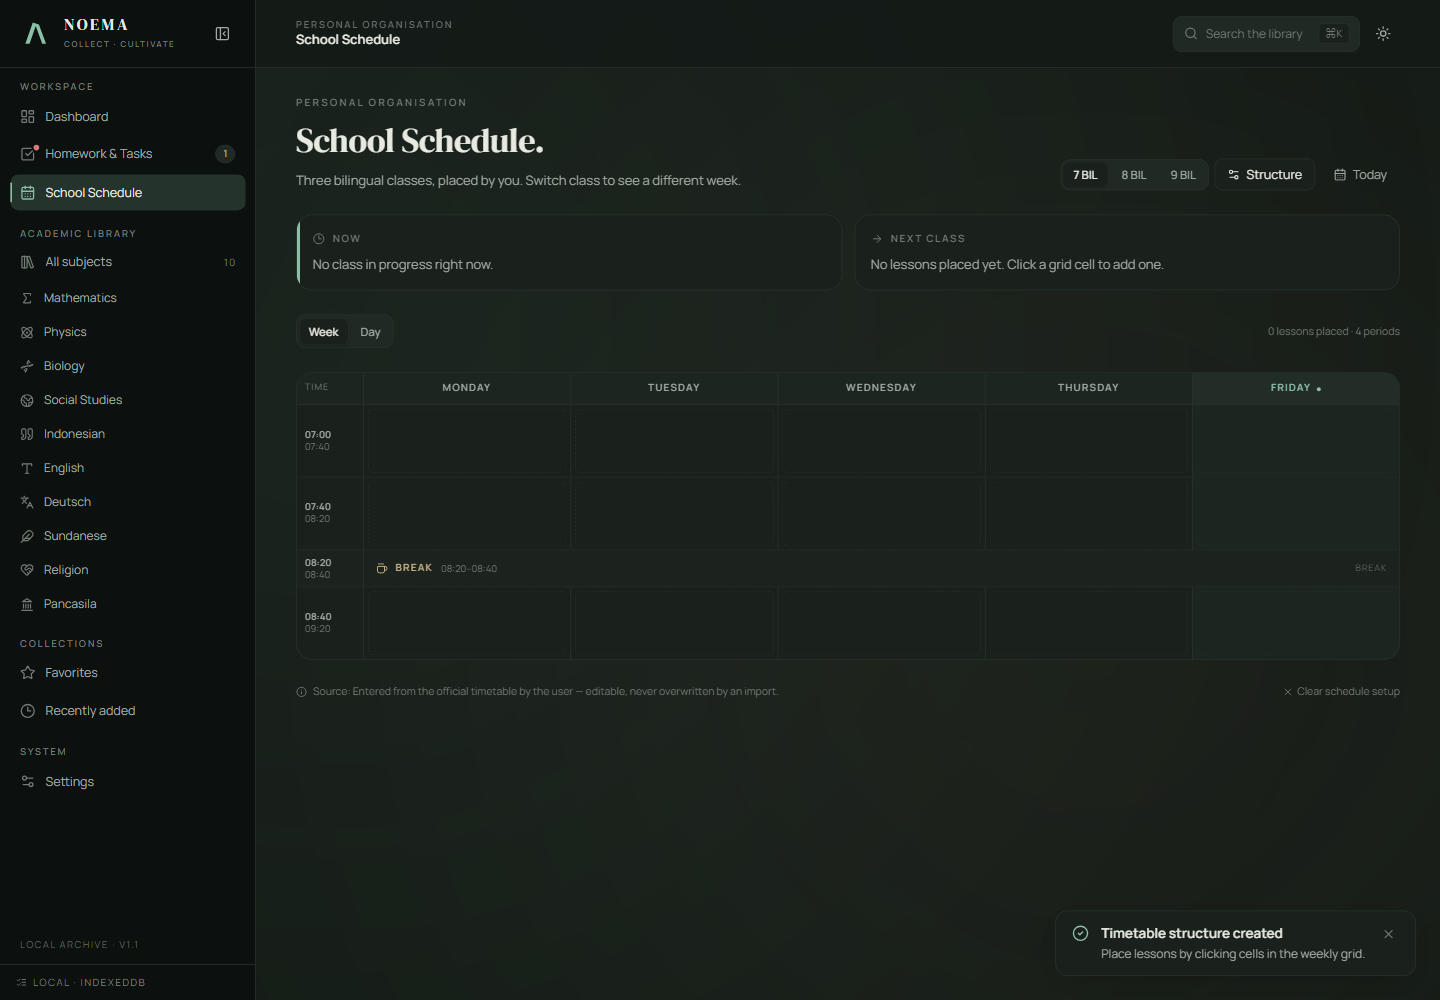 NOEMA
COLLECT · CULTIVATE
WORKSPACE
Dashboard
Homework & Tasks 1
School Schedule
ACADEMIC LIBRARY
All subjects 10
Mathematics
Physics
Biology
Social Studies
Indonesian
English
Deutsch
Sundanese
Religion
Pancasila
COLLECTIONS
Favorites
Recently added
SYSTEM
Settings
LOCAL ARCHIVE · V1.1
LOCAL · INDEXEDDB
PERSONAL ORGANISATION
School Schedule
Search the library ⌘K
PERSONAL ORGANISATION
School Schedule.
Three bilingual classes, placed by you. Switch class to see a different week.
7 BIL 8 BIL 9 BIL Structure Today
NOW
No class in progress right now.
NEXT CLASS
No lessons placed yet. Click a grid cell to add one.
Week Day
0 lessons placed · 4 periods
TIME MONDAY TUESDAY WEDNESDAY THURSDAY FRIDAY
07:00
07:40
07:40
08:20
08:20
08:40
BREAK 08:20–08:40 BREAK
08:40
09:20
Source: Entered from the official timetable by the user — editable, never overwritten by an import.
Clear schedule setup
Timetable structure created
Place lessons by clicking cells in the weekly grid.